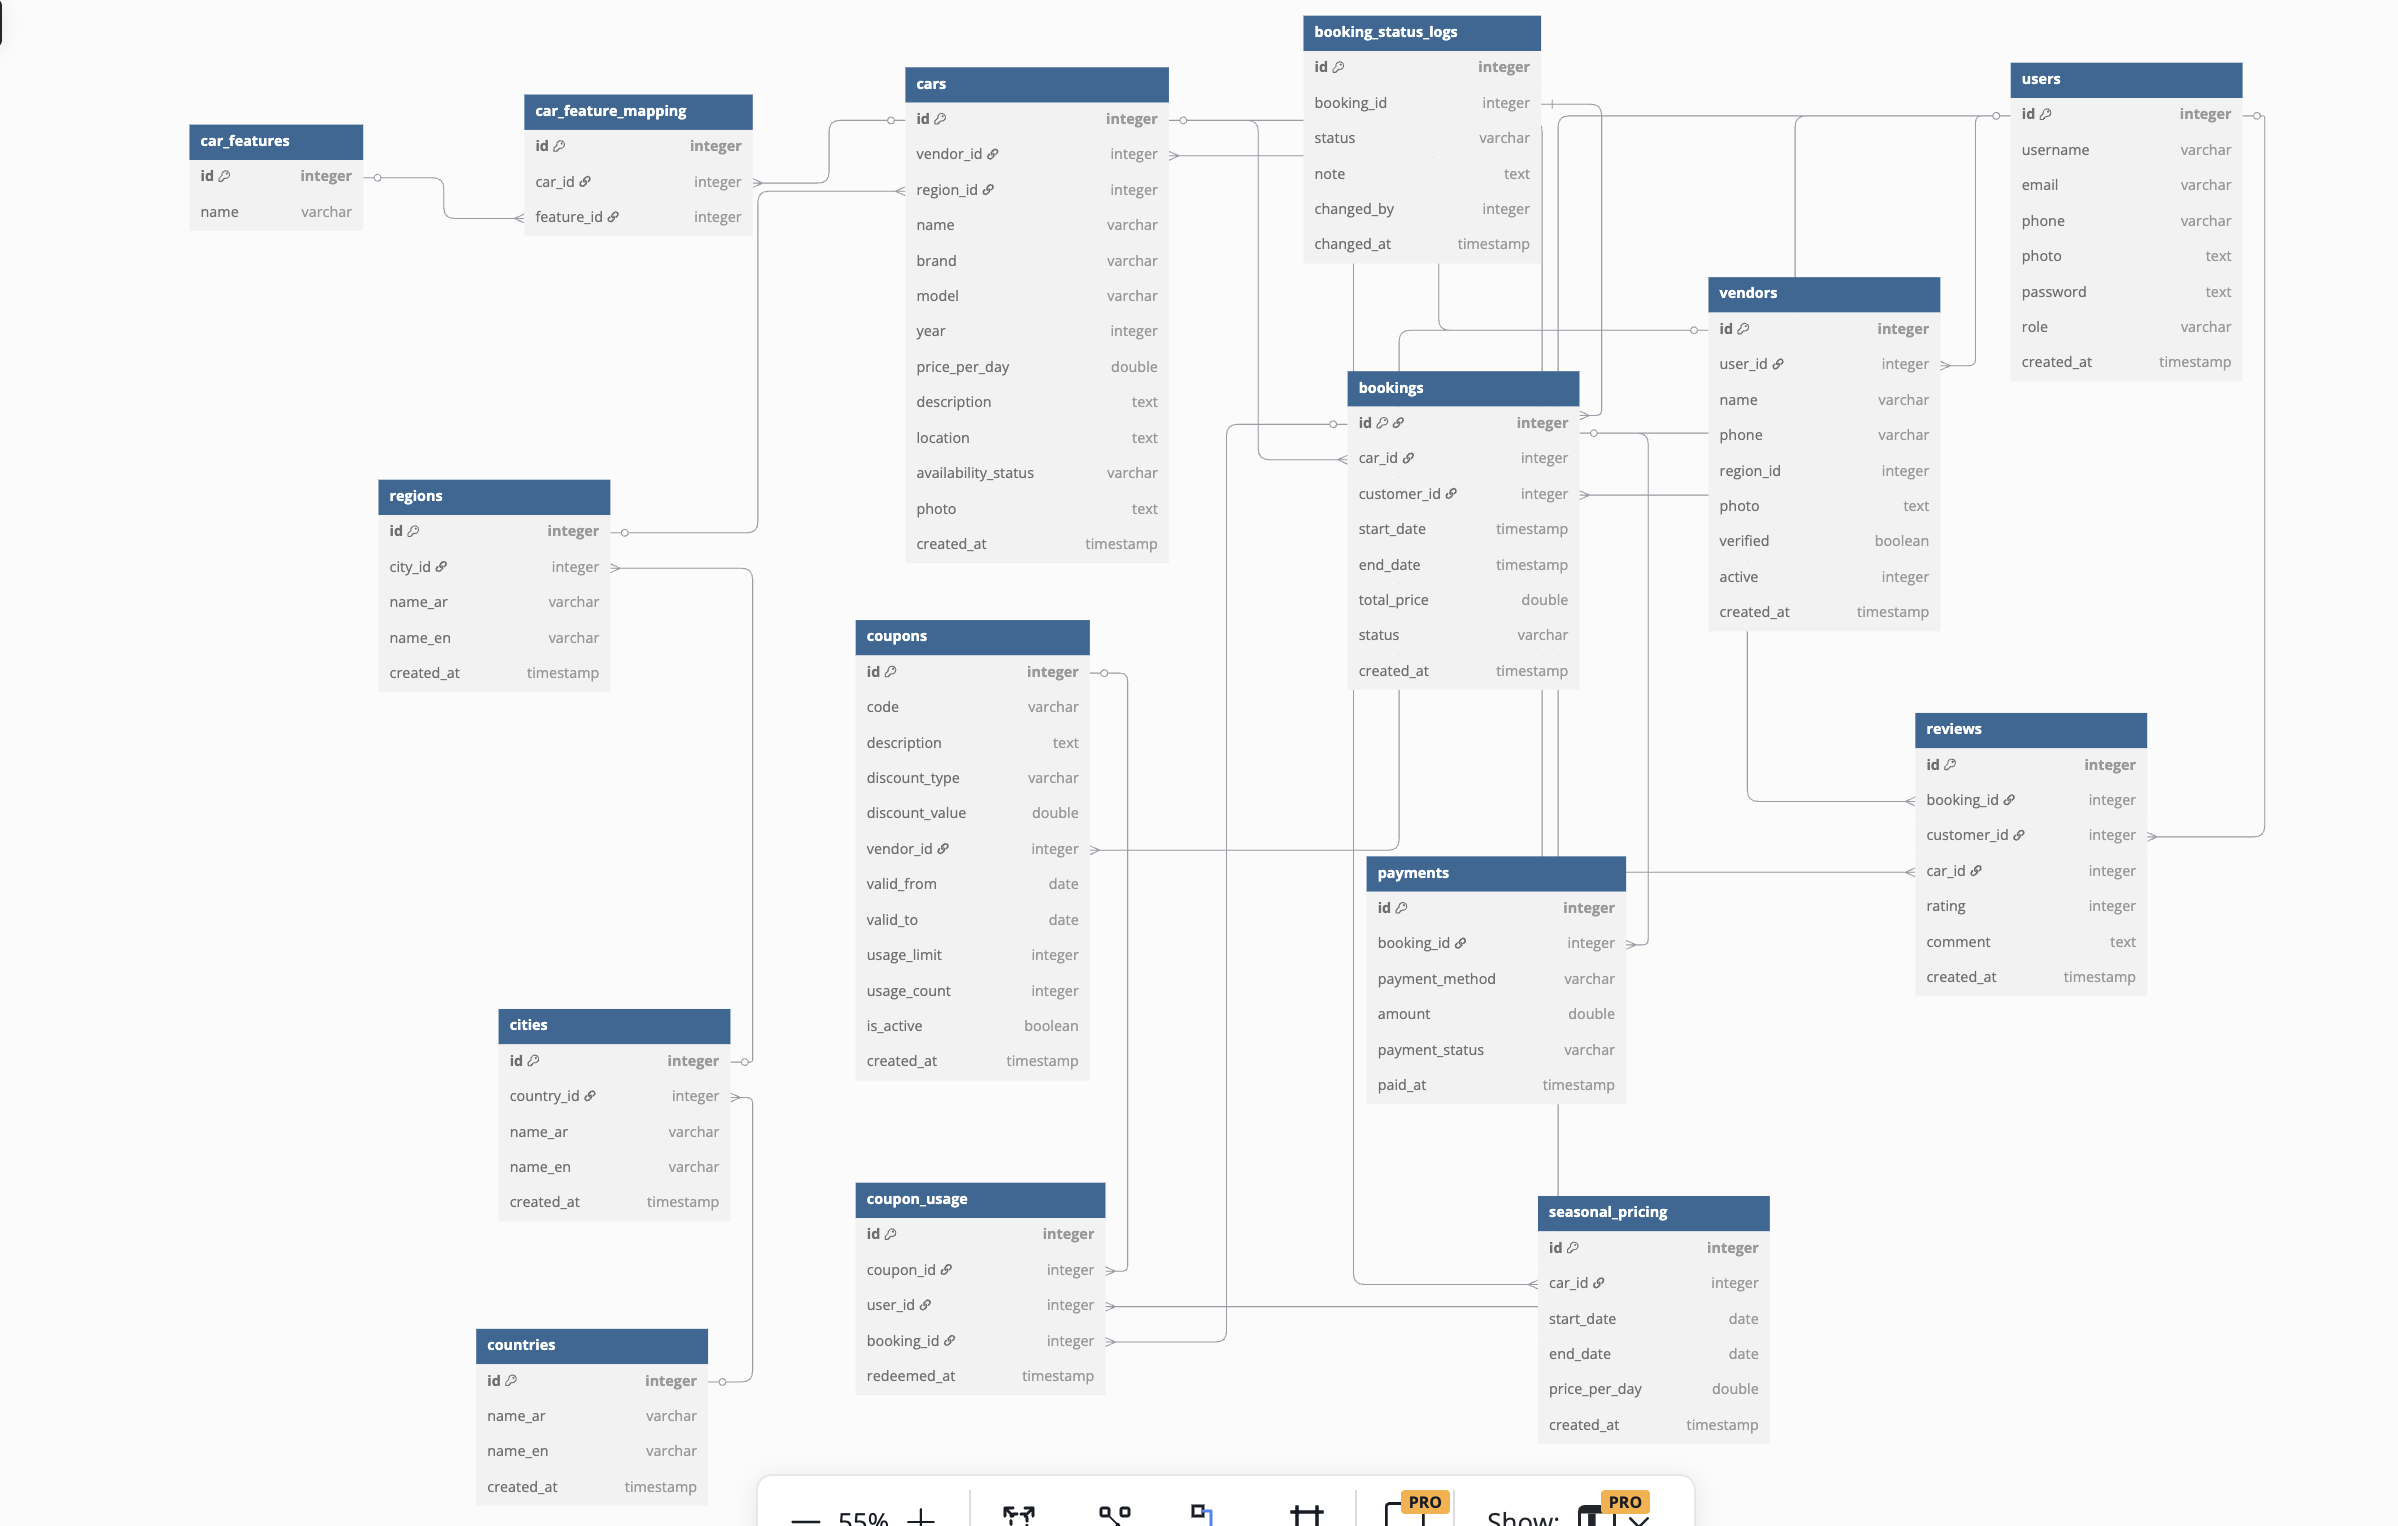 car_features
id integer
name varchar
car_feature_mapping
id integer
car_id integer
feature_id integer
cars
id integer
vendor_id integer
region_id integer
name varchar
brand varchar
model varchar
year integer
price_per_day double
description text
location text
availability_status varchar
photo text
created_at timestamp
booking_status_logs
id integer
booking_id integer
status varchar
note text
changed_by integer
changed_at timestamp
users
id integer
username varchar
email varchar
phone varchar
photo text
password text
role varchar
created_at timestamp
vendors
id integer
user_id integer
name varchar
phone varchar
region_id integer
photo text
verified boolean
active integer
created_at timestamp
bookings
id integer
car_id integer
customer_id integer
start_date timestamp
end_date timestamp
total_price double
status varchar
created_at timestamp
regions
id integer
city_id integer
name_ar varchar
name_en varchar
created_at timestamp
coupons
id integer
code varchar
description text
discount_type varchar
discount_value double
vendor_id integer
valid_from date
valid_to date
usage_limit integer
usage_count integer
is_active boolean
created_at timestamp
reviews
id integer
booking_id integer
customer_id integer
car_id integer
rating integer
comment text
created_at timestamp
payments
id integer
booking_id integer
payment_method varchar
amount double
payment_status varchar
paid_at timestamp
cities
id integer
country_id integer
name_ar varchar
name_en varchar
created_at timestamp
coupon_usage
id integer
coupon_id integer
user_id integer
booking_id integer
redeemed_at timestamp
seasonal_pricing
id integer
car_id integer
start_date date
end_date date
price_per_day double
created_at timestamp
countries
id integer
name_ar varchar
name_en varchar
created_at timestamp
PRO PRO
55% Show: